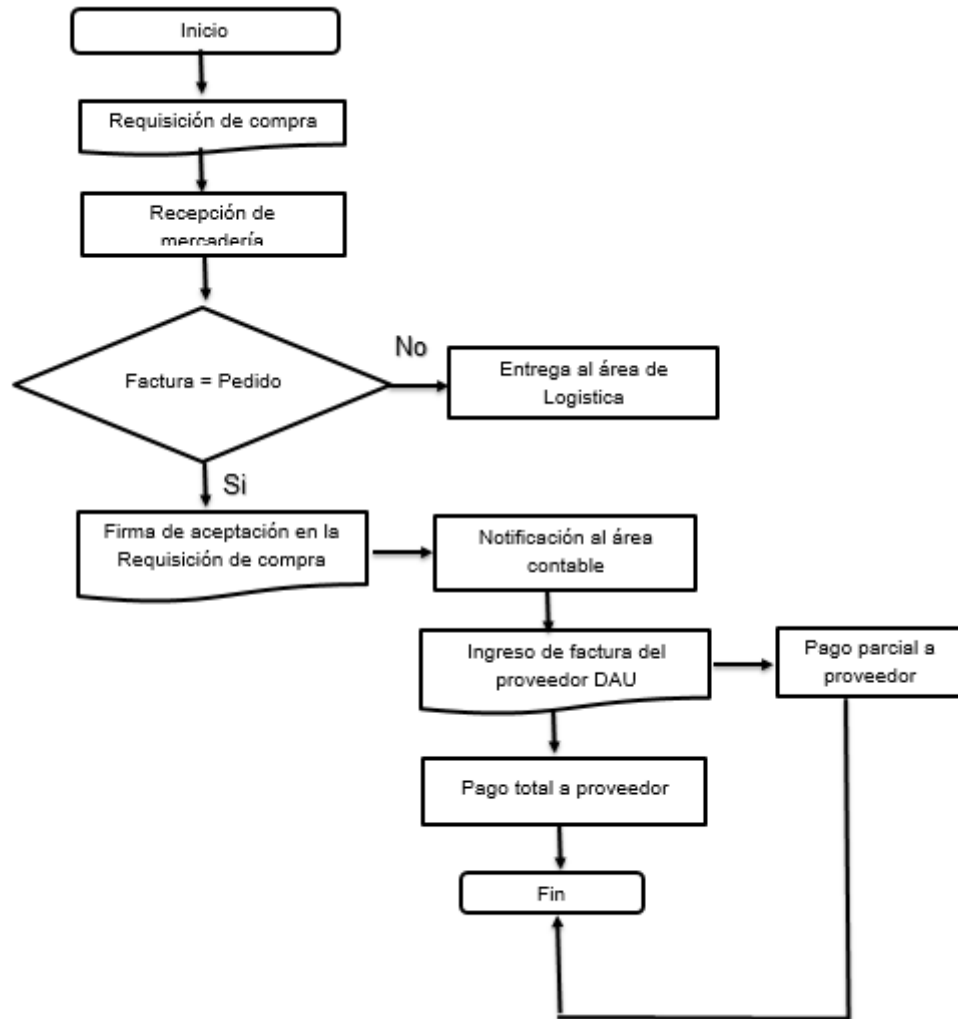 Inicio
Requisición de compra
Recepción de
mercadería
Factura = Pedido
No
Entrega al área de
Logistica
Si
Firma de aceptación en la
Requisición de compra
Notificación al área
contable
Ingreso de factura del
proveedor DAU
Pago parcial a
proveedor
Pago total a proveedor
Fin